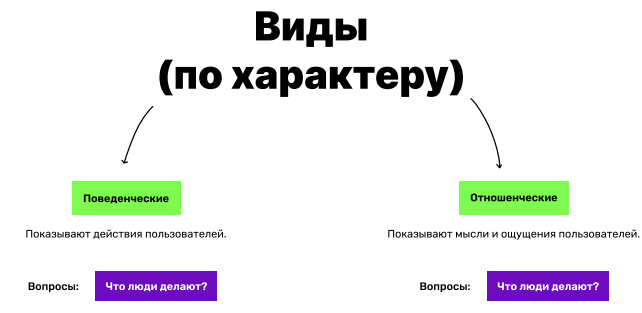 Виды
(по характеру)
Поведенческие
Отношенческие
Показывают действия пользователей.
Показывают мысли и ощущения пользователей.
Вопросы: Что люди делают?
Вопросы: Что люди делают?